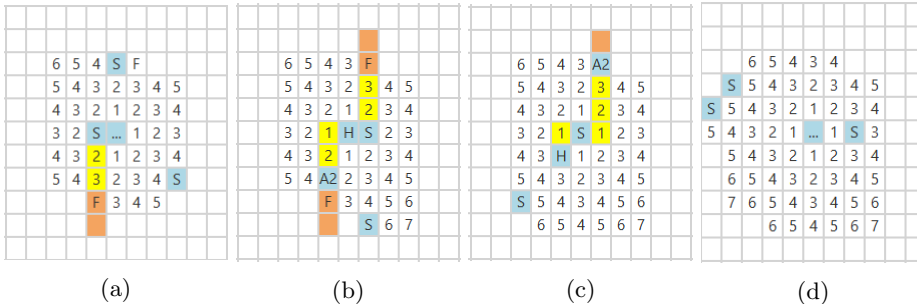 6 5 4 S F
5 4 3 2 3 4 5
4 3 2 1 2 3 4
3 2 S ... 1 2 3
4 3 2 1 2 3 4
5 4 3 2 3 4 S
F 3 4 5
(a)
6 5 4 3 F
5 4 3 2 3 4 5
4 3 2 1 2 3 4
3 2 1 H S 2 3
4 3 2 1 2 3 4
5 4 A2 2 3 4 5
F 3 4 5 6
S 6 7
(b)
6 5 4 3 A2
5 4 3 2 3 4 5
4 3 2 1 2 3 4
3 2 1 S 1 2 3
4 3 H 1 2 3 4
5 4 3 2 3 4 5
S 5 4 3 4 5 6
6 5 4 5 6 7
(c)
6 5 4 3 4
S 5 4 3 2 3 4 5
S 5 4 3 2 1 2 3 4
5 4 3 2 1 ... 1 S 3
5 4 3 2 1 2 3 4
6 5 4 3 2 3 4 5
7 6 5 4 3 4 5 6
6 5 4 5 6 7
(d)